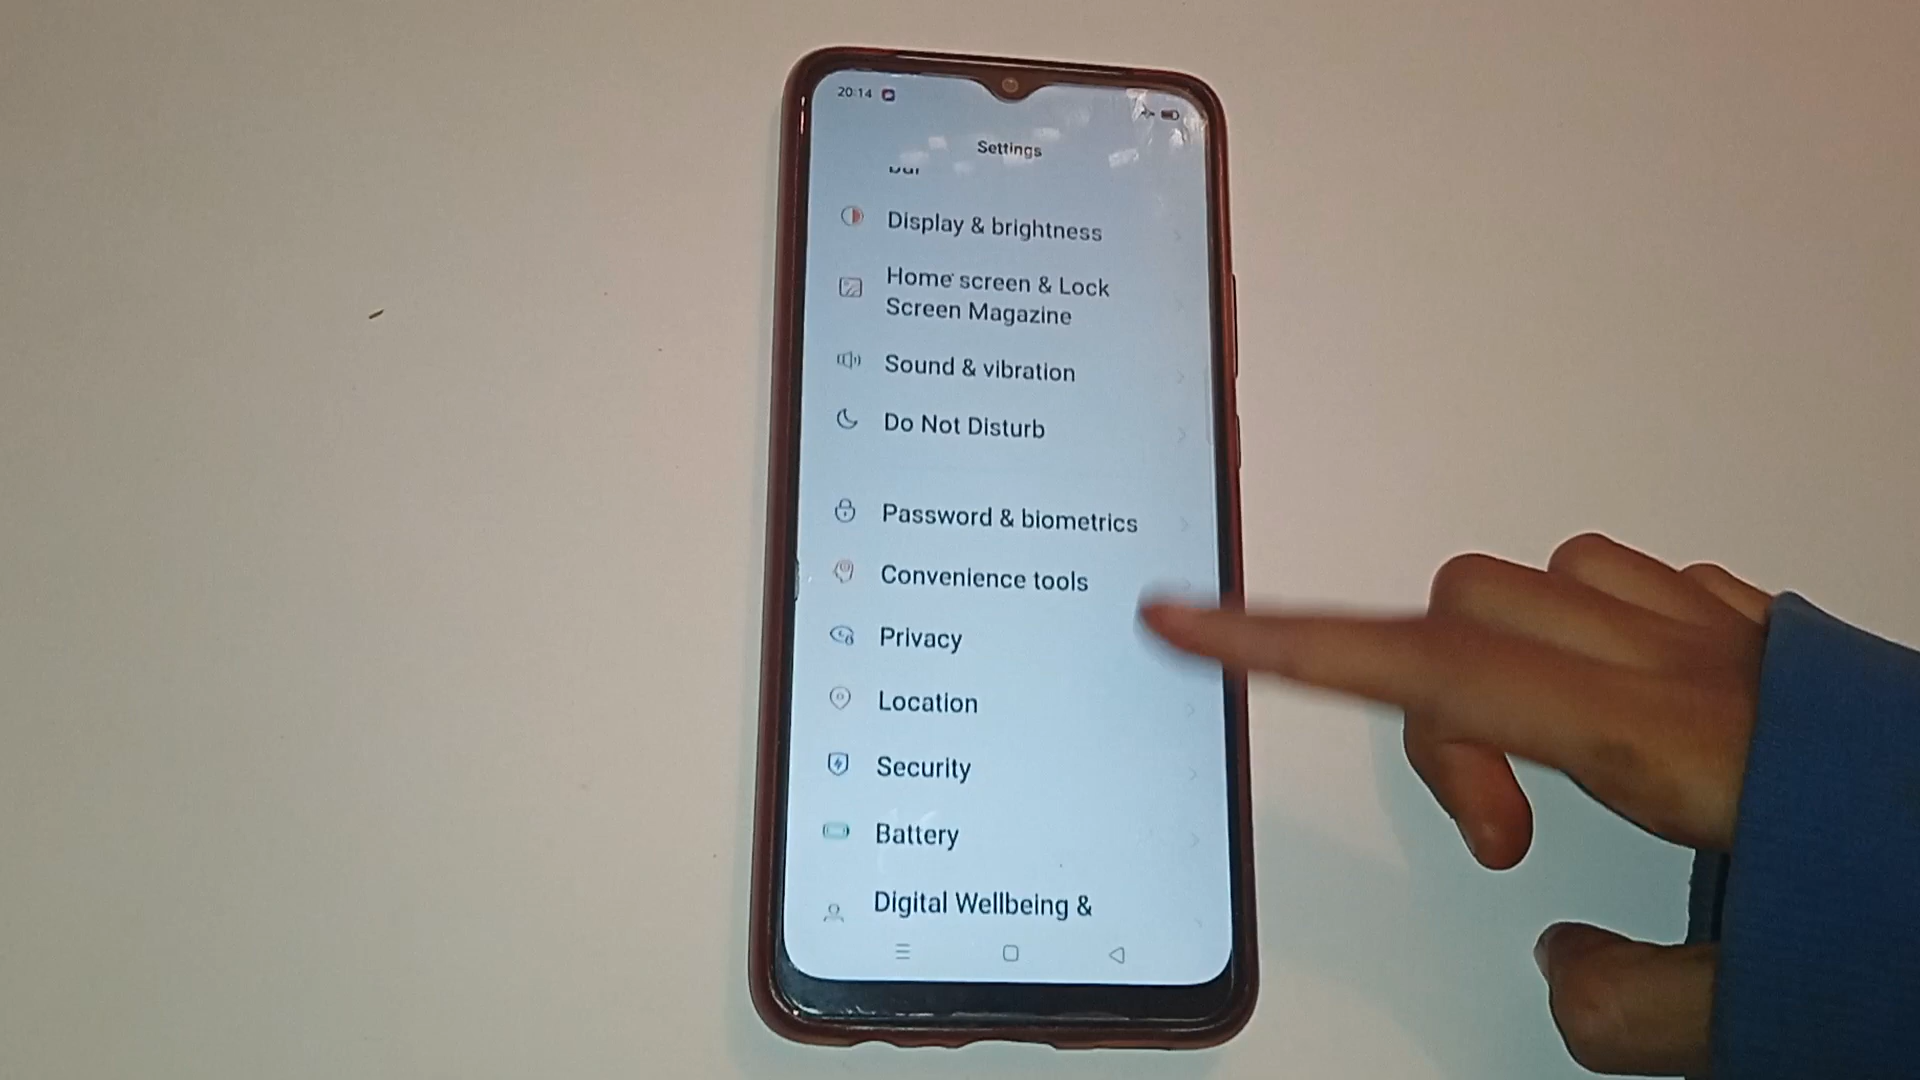 20:14
Settings
Display & brightness
Home screen & Lock
Screen Magazine
Sound & vibration
Do Not Disturb
Password & biometrics
Convenience tools
Privacy
Location
Security
Battery
Digital Wellbeing &